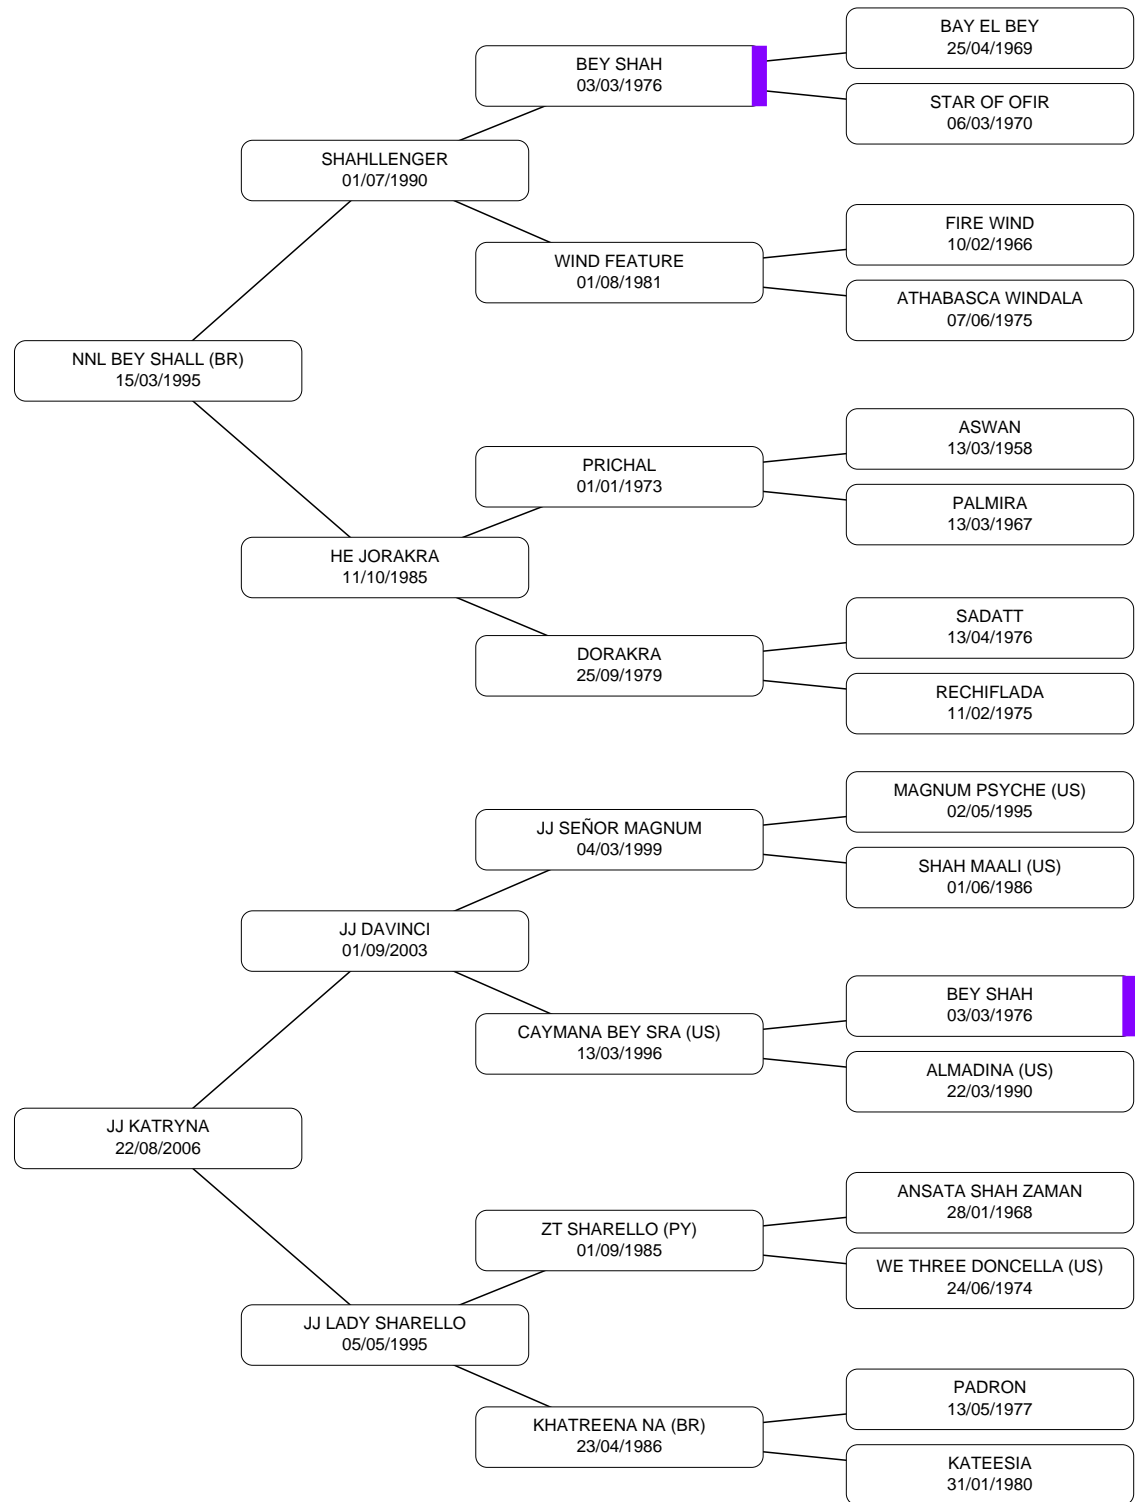 BAY EL BEY
25/04/1969
BEY SHAH
03/03/1976
STAR OF OFIR
06/03/1970
SHAHLLENGER
01/07/1990
FIRE WIND
10/02/1966
WIND FEATURE
01/08/1981
ATHABASCA WINDALA
07/06/1975
NNL BEY SHALL (BR)
15/03/1995
ASWAN
13/03/1958
PRICHAL
01/01/1973
PALMIRA
13/03/1967
HE JORAKRA
11/10/1985
SADATT
13/04/1976
DORAKRA
25/09/1979
RECHIFLADA
11/02/1975
MAGNUM PSYCHE (US)
02/05/1995
JJ SEÑOR MAGNUM
04/03/1999
SHAH MAALI (US)
01/06/1986
JJ DAVINCI
01/09/2003
BEY SHAH
03/03/1976
CAYMANA BEY SRA (US)
13/03/1996
ALMADINA (US)
22/03/1990
JJ KATRYNA
22/08/2006
ANSATA SHAH ZAMAN
28/01/1968
ZT SHARELLO (PY)
01/09/1985
WE THREE DONCELLA (US)
24/06/1974
JJ LADY SHARELLO
05/05/1995
PADRON
13/05/1977
KHATREENA NA (BR)
23/04/1986
KATEESIA
31/01/1980